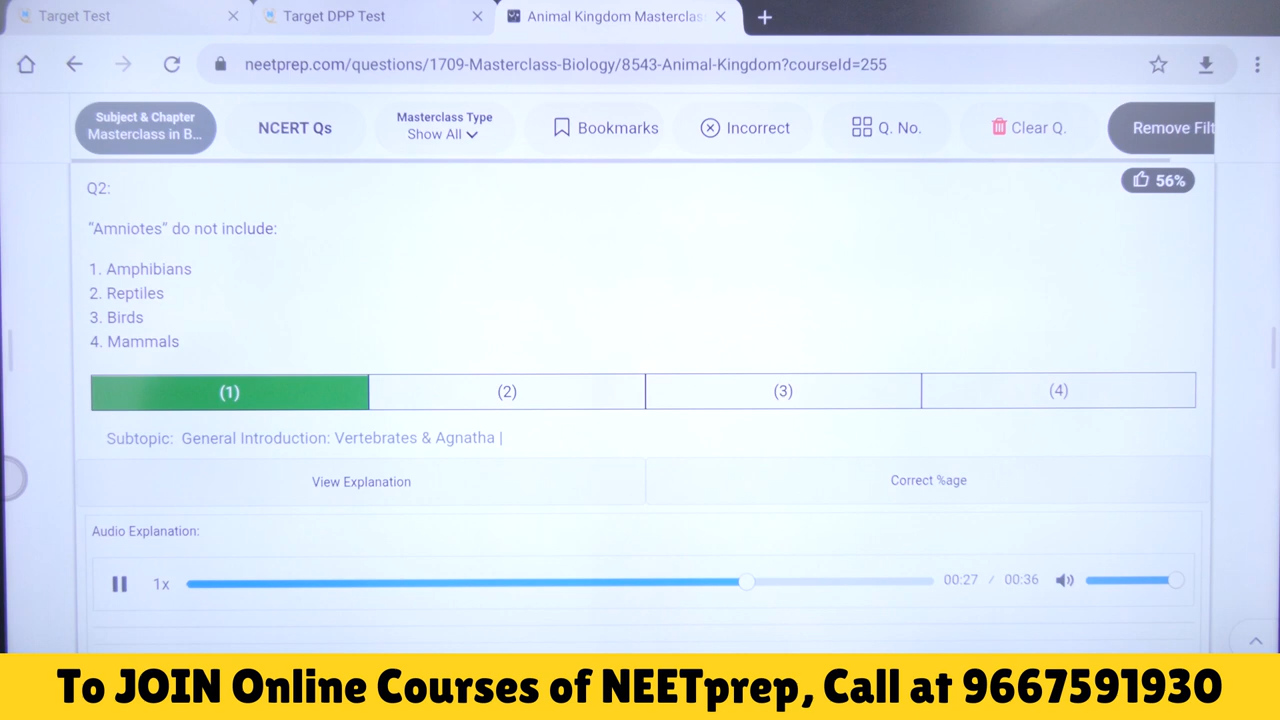 Target Test
Target DPP Test
Animal Kingdom Masterclas
neetprep.com/questions/1709-Masterclass-Biology/8543-Animal-Kingdom?courseId=255
Subject & Chapter
Masterclass in B...
NCERT Qs
Masterclass Type
Show All
Bookmarks
Incorrect
Q. No.
Clear Q.
Remove Filt
Q2:
56%
“Amniotes” do not include:
1. Amphibians
2. Reptiles
3. Birds
4. Mammals
(1)
(2)
(3)
(4)
Subtopic: General Introduction: Vertebrates & Agnatha |
View Explanation
Correct %age
Audio Explanation:
1x
00:27 / 00:36
To JOIN Online Courses of NEETprep, Call at 9667591930